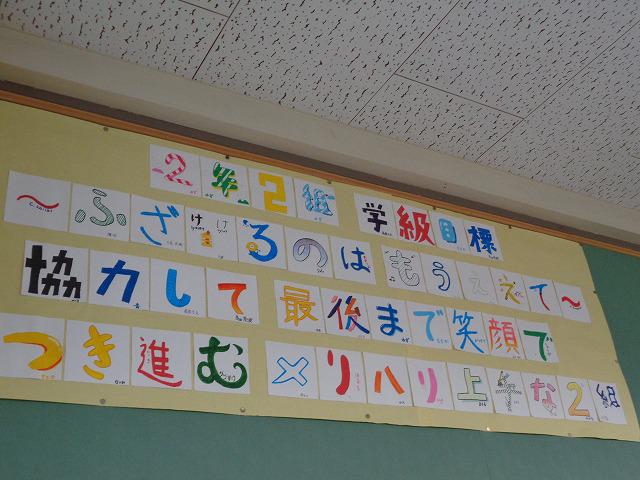 2年2組 学級目標
〜ふざけるのはもうええて〜
協力して 最後まで笑顔で
つき進む メリハリ上手な2組